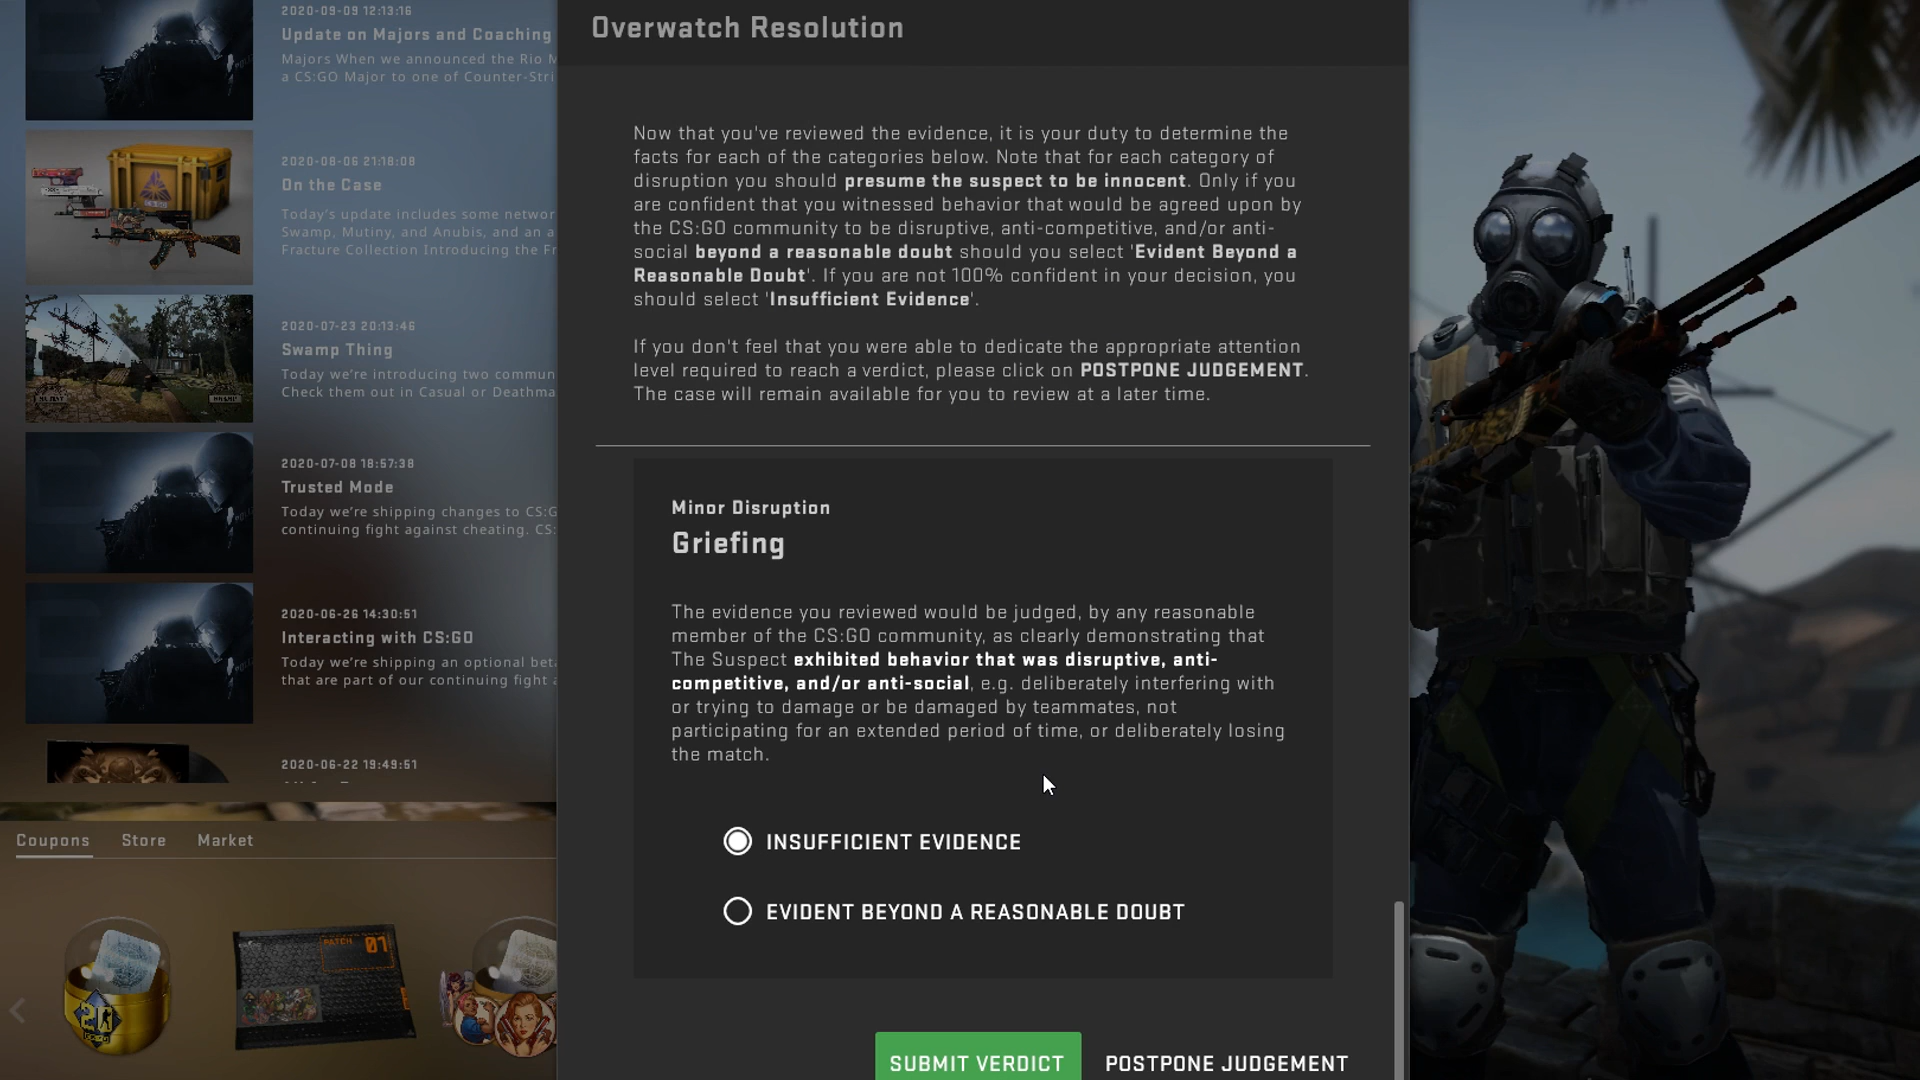 2020-09-09 12:13:16
Update on Majors and Coaching
Majors When we announced the Rio M
a CS:GO Major to one of Counter-Stri
2020-08-06 21:18:08
On the Case
Today's update includes some networ
Swamp, Mutiny, and Anubis, and an a
Fracture Collection Introducing the Fr
2020-07-23 20:13:46
Swamp Thing
Today we're introducing two commun
Check them out in Casual or Deathma
2020-07-08 18:57:38
Trusted Mode
Today we're shipping changes to CS:G
continuing fight against cheating. CS:
2020-06-26 14:30:51
Interacting with CS:GO
Today we're shipping an optional beta
that are part of our continuing fight a
2020-06-22 19:49:51
Coupons
Store
Market
PATCH 01
Overwatch Resolution
Now that you've reviewed the evidence, it is your duty to determine the
facts for each of the categories below. Note that for each category of
disruption you should presume the suspect to be innocent. Only if you
are confident that you witnessed behavior that would be agreed upon by
the CS:GO community to be disruptive, anti-competitive, and/or anti-
social beyond a reasonable doubt should you select 'Evident Beyond a
Reasonable Doubt'. If you are not 100% confident in your decision, you
should select 'Insufficient Evidence'.
If you don't feel that you were able to dedicate the appropriate attention
level required to reach a verdict, please click on POSTPONE JUDGEMENT.
The case will remain available for you to review at a later time.
Minor Disruption
Griefing
The evidence you reviewed would be judged, by any reasonable
member of the CS:GO community, as clearly demonstrating that
The Suspect exhibited behavior that was disruptive, anti-
competitive, and/or anti-social, e.g. deliberately interfering with
or trying to damage or be damaged by teammates, not
participating for an extended period of time, or deliberately losing
the match.
INSUFFICIENT EVIDENCE
EVIDENT BEYOND A REASONABLE DOUBT
SUBMIT VERDICT
POSTPONE JUDGEMENT